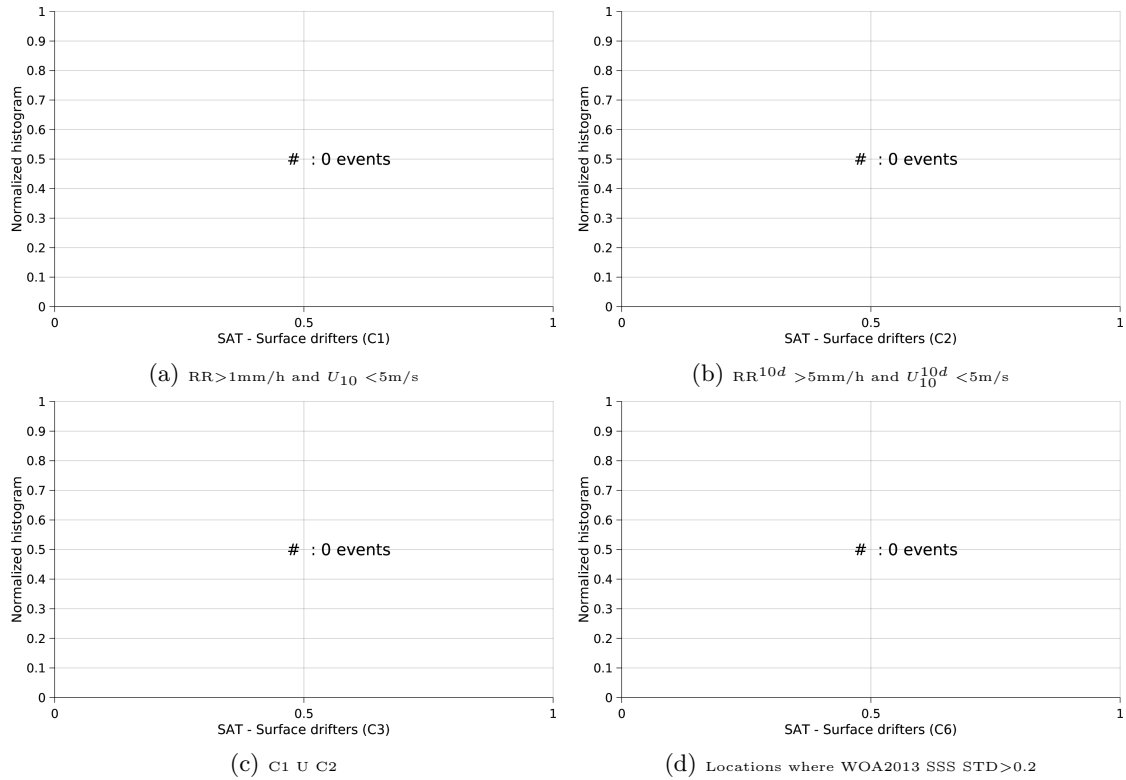 1
0.9
0.8
0.7
0.6
0.5
0.4
0.3
0.2
0.1
0
Normalized histogram
# : 0 events
0 0.5 1
SAT - Surface drifters (C1)
(a) RR>1mm/h and U10 <5m/s
1
0.9
0.8
0.7
0.6
0.5
0.4
0.3
0.2
0.1
0
Normalized histogram
# : 0 events
0 0.5 1
SAT - Surface drifters (C2)
(b) RR10d >5mm/h and U10d10 <5m/s
1
0.9
0.8
0.7
0.6
0.5
0.4
0.3
0.2
0.1
0
Normalized histogram
# : 0 events
0 0.5 1
SAT - Surface drifters (C3)
(c) C1 U C2
1
0.9
0.8
0.7
0.6
0.5
0.4
0.3
0.2
0.1
0
Normalized histogram
# : 0 events
0 0.5 1
SAT - Surface drifters (C6)
(d) Locations where WOA2013 SSS STD>0.2